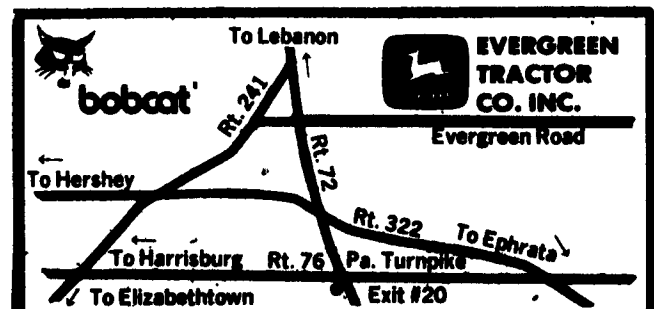 To Lebanon
bobcat
EVERGREEN
TRACTOR
CO. INC.
Rt. 241
Evergreen Road
Rt. 72
To Hershey
Rt. 322
To Ephrata
To Harrisburg
Rt. 76
Pa. Turnpike
To Elizabethtown
Exit #20